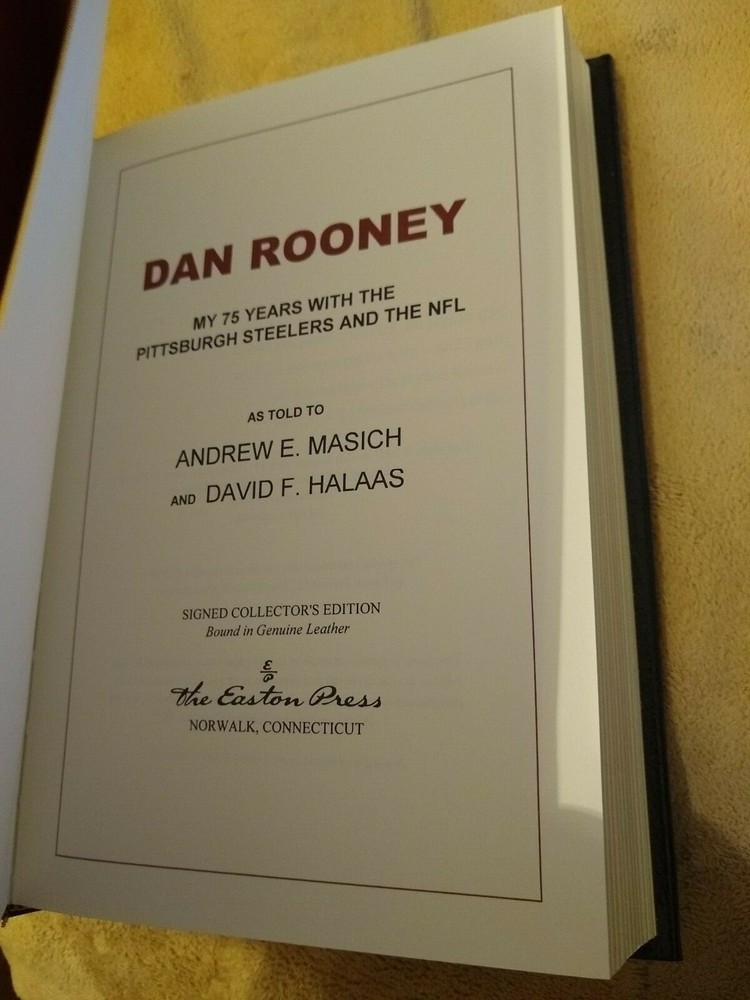 DAN ROONEY
MY 75 YEARS WITH THE
PITTSBURGH STEELERS AND THE NFL
AS TOLD TO
ANDREW E. MASICH
AND DAVID F. HALAAS
SIGNED COLLECTOR'S EDITION
Bound in Genuine Leather
E
P
The Easton Press
NORWALK, CONNECTICUT